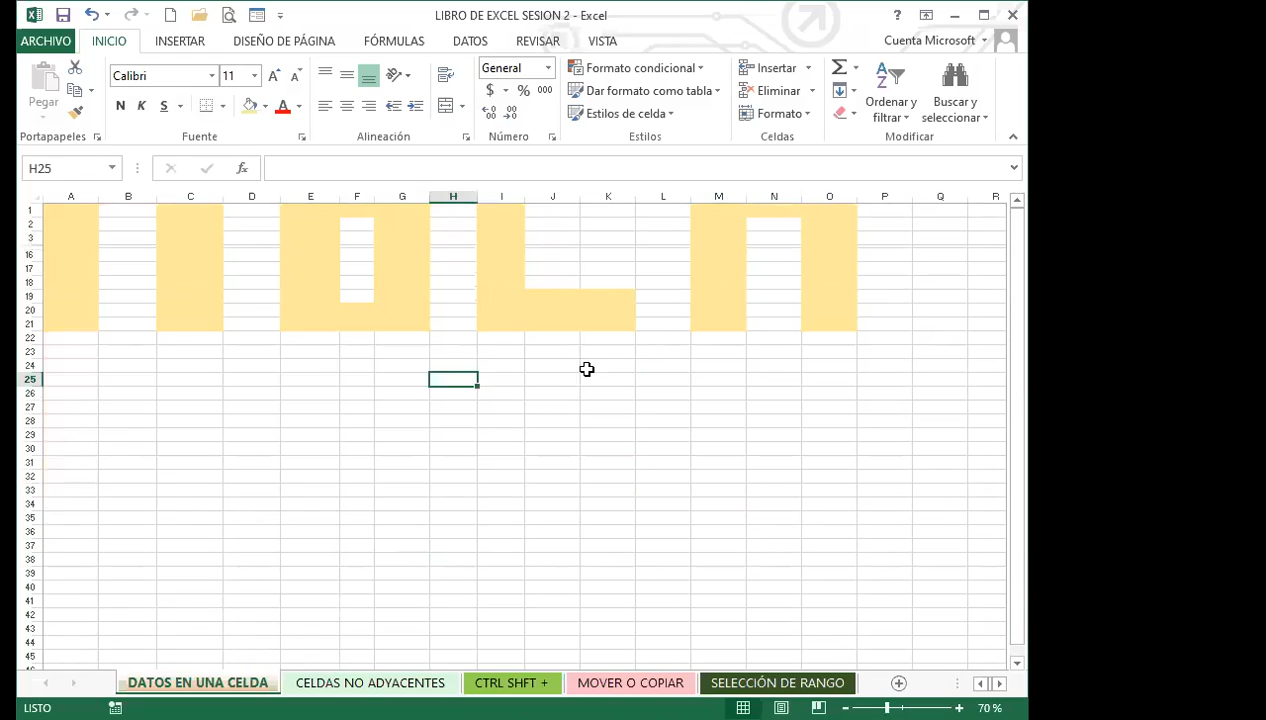 LIBRO DE EXCEL SESION 2 - Excel
?
ARCHIVO INICIO INSERTAR DISEÑO DE PÁGINA FÓRMULAS DATOS REVISAR VISTA Cuenta Microsoft
Pegar
Calibri 11
N K S
A
General
$ % 000
Formato condicional
Dar formato como tabla
Estilos de celda
Insertar
Eliminar
Formato
Ordenar y filtrar
Buscar y seleccionar
Portapapeles Fuente Alineación Número Estilos Celdas Modificar
H25 fx
A B C D E F G H I J K L M N O P Q R
1
2
3
16
17
18
19
20
21
22
23
24
25
26
27
28
29
30
31
32
33
34
35
36
37
38
39
40
41
42
43
44
45
46
DATOS EN UNA CELDA CELDAS NO ADYACENTES CTRL SHFT + MOVER O COPIAR SELECCIÓN DE RANGO
LISTO 70 %